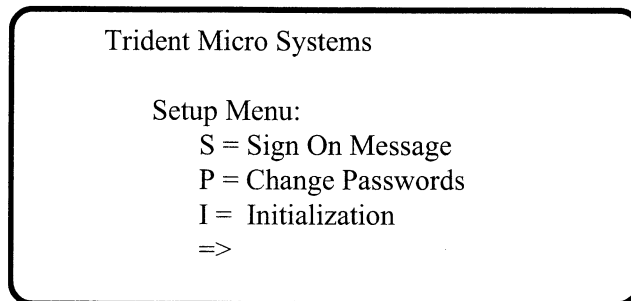 Trident Micro Systems
Setup Menu:
S = Sign On Message
P = Change Passwords
I = Initialization
=>